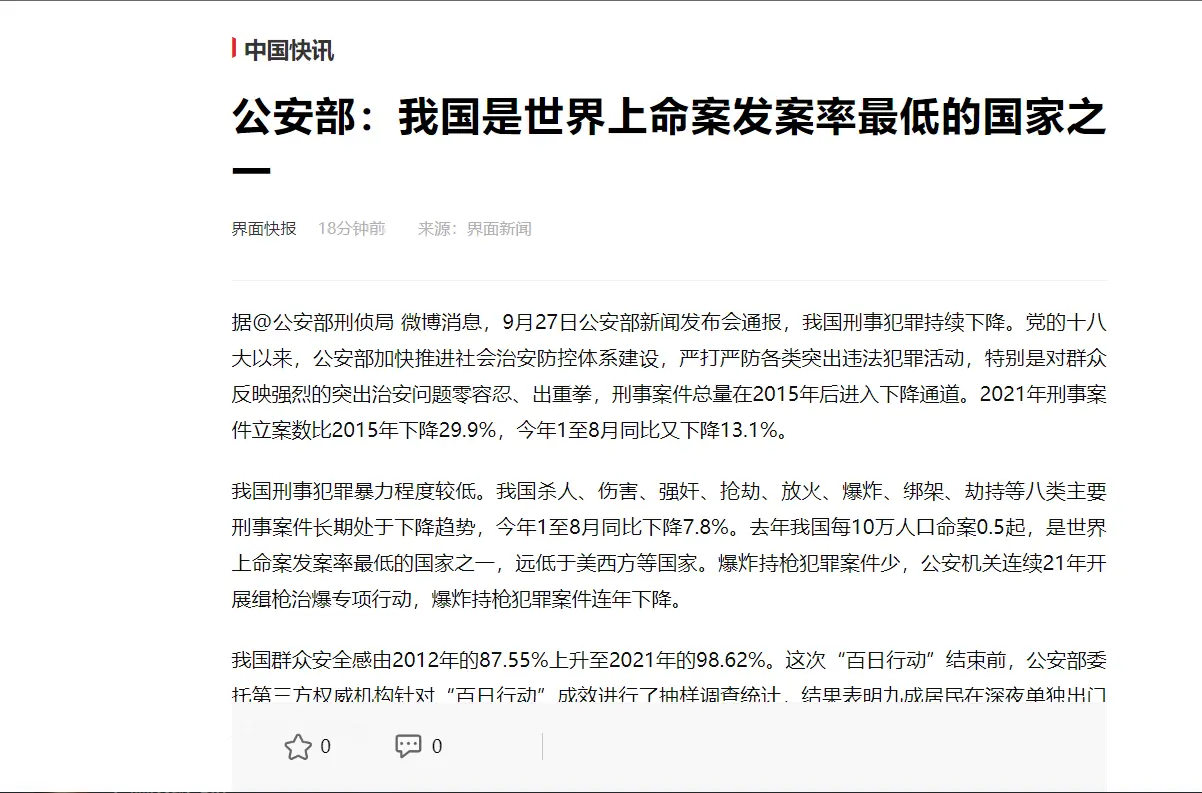 中国快讯
公安部：我国是世界上命案发案率最低的国家之
一
界面快报 18分钟前 来源：界面新闻
据@公安部刑侦局 微博消息，9月27日公安部新闻发布会通报，我国刑事犯罪持续下降。党的十八
大以来，公安部加快推进社会治安防控体系建设，严打严防各类突出违法犯罪活动，特别是对群众
反映强烈的突出治安问题零容忍、出重拳，刑事案件总量在2015年后进入下降通道。2021年刑事案
件立案数比2015年下降29.9%，今年1至8月同比又下降13.1%。
我国刑事犯罪暴力程度较低。我国杀人、伤害、强奸、抢劫、放火、爆炸、绑架、劫持等八类主要
刑事案件长期处于下降趋势，今年1至8月同比下降7.8%。去年我国每10万人口命案0.5起，是世界
上命案发案率最低的国家之一，远低于美西方等国家。爆炸持枪犯罪案件少，公安机关连续21年开
展缉枪治爆专项行动，爆炸持枪犯罪案件连年下降。
我国群众安全感由2012年的87.55%上升至2021年的98.62%。这次“百日行动”结束前，公安部委
托第三方权威机构针对“百日行动”成效进行了抽样调查统计，结果表明九成居民在深夜单独出门
0 0